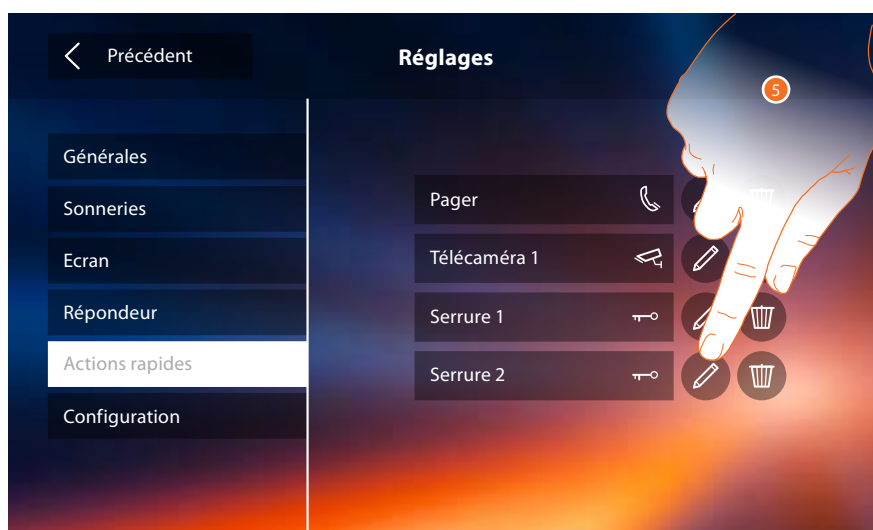 Précédent
Réglages
5
Générales
Sonneries
Ecran
Répondeur
Actions rapides
Configuration
Pager
Télécaméra 1
Serrure 1
Serrure 2